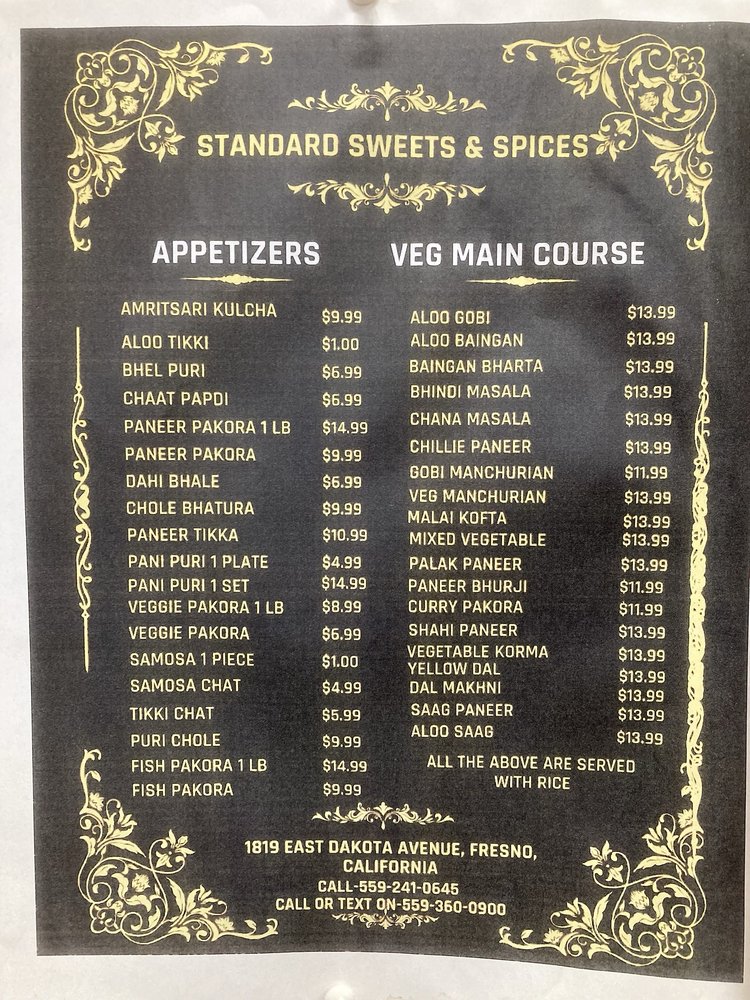 STANDARD SWEETS & SPICES
APPETIZERS
AMRITSARI KULCHA $9.99
ALOO TIKKI $1.00
BHEL PURI $6.99
CHAAT PAPDI $6.99
PANEER PAKORA 1 LB $14.99
PANEER PAKORA $9.99
DAHI BHALE $6.99
CHOLE BHATURA $9.99
PANEER TIKKA $10.99
PANI PURI 1 PLATE $4.99
PANI PURI 1 SET $14.99
VEGGIE PAKORA 1 LB $8.99
VEGGIE PAKORA $6.99
SAMOSA 1 PIECE $1.00
SAMOSA CHAT $4.99
TIKKI CHAT $5.99
PURI CHOLE $9.99
FISH PAKORA 1 LB $14.99
FISH PAKORA $9.99
VEG MAIN COURSE
ALOO GOBI $13.99
ALOO BAINGAN $13.99
BAINGAN BHARTA $13.99
BHINDI MASALA $13.99
CHANA MASALA $13.99
CHILLIE PANEER $13.99
GOBI MANCHURIAN $11.99
VEG MANCHURIAN $13.99
MALAI KOFTA $13.99
MIXED VEGETABLE $13.99
PALAK PANEER $13.99
PANEER BHURJI $11.99
CURRY PAKORA $11.99
SHAHI PANEER $13.99
VEGETABLE KORMA $13.99
YELLOW DAL $13.99
DAL MAKHNI $13.99
SAAG PANEER $13.99
ALOO SAAG $13.99
ALL THE ABOVE ARE SERVED
WITH RICE
1819 EAST DAKOTA AVENUE, FRESNO,
CALIFORNIA
CALL-559-241-0645
CALL OR TEXT ON-559-360-0900